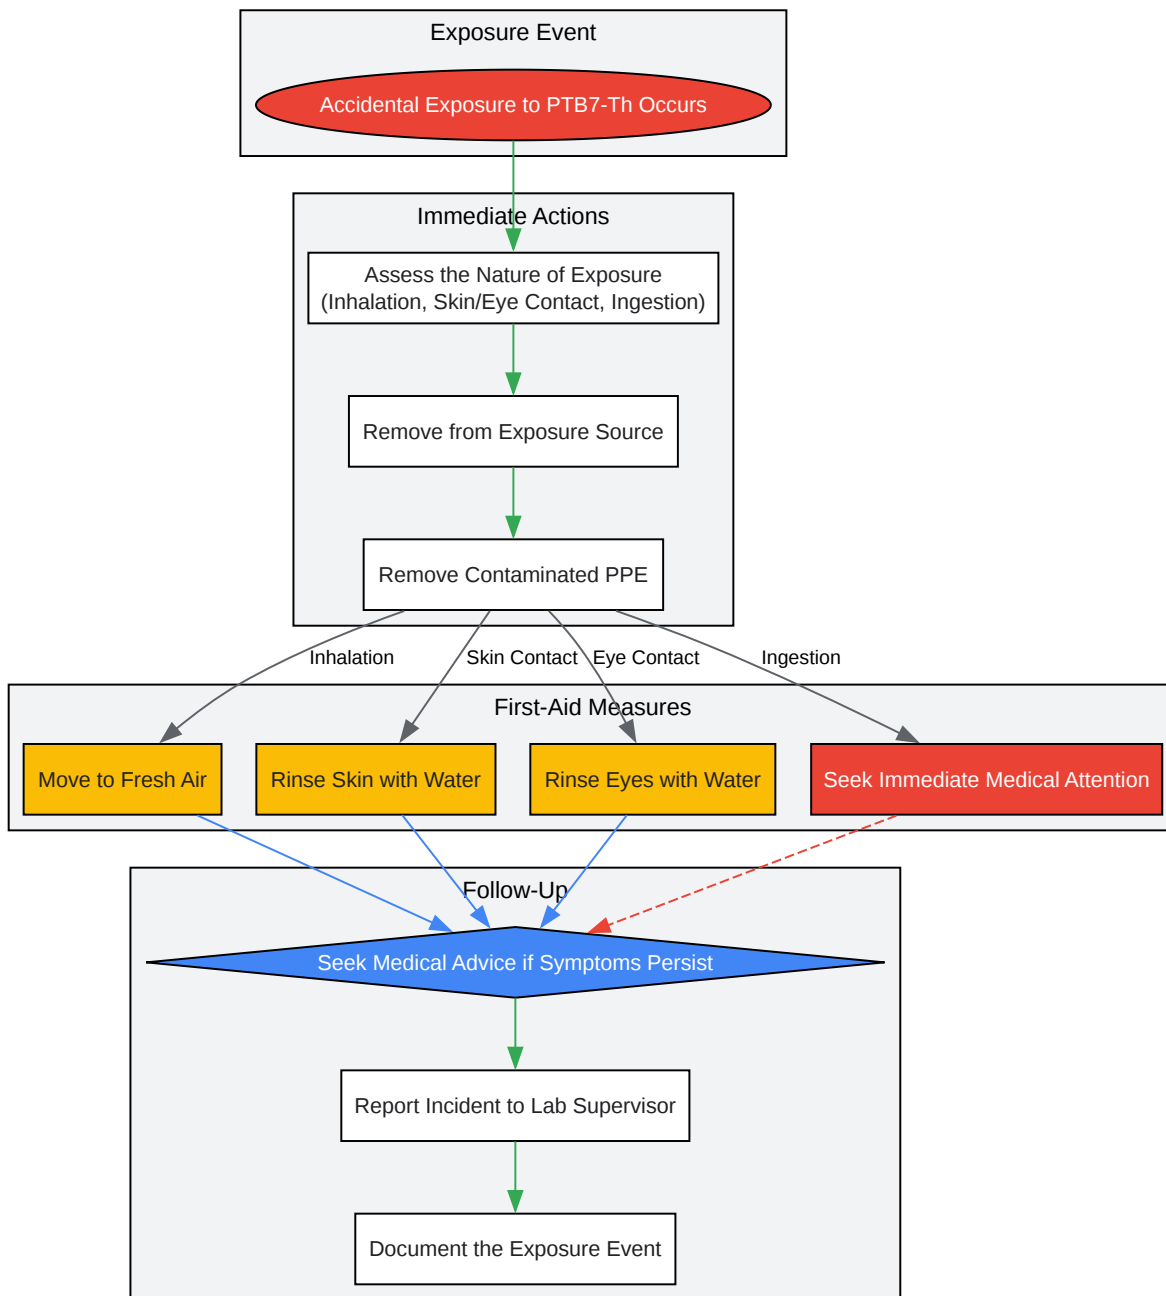 Exposure Event
Accidental Exposure to PTB7-Th Occurs
Immediate Actions
Assess the Nature of Exposure
(Inhalation, Skin/Eye Contact, Ingestion)
Remove from Exposure Source
Remove Contaminated PPE
Inhalation
Skin Contact
Eye Contact
Ingestion
First-Aid Measures
Move to Fresh Air
Rinse Skin with Water
Rinse Eyes with Water
Seek Immediate Medical Attention
Follow-Up
Seek Medical Advice if Symptoms Persist
Report Incident to Lab Supervisor
Document the Exposure Event